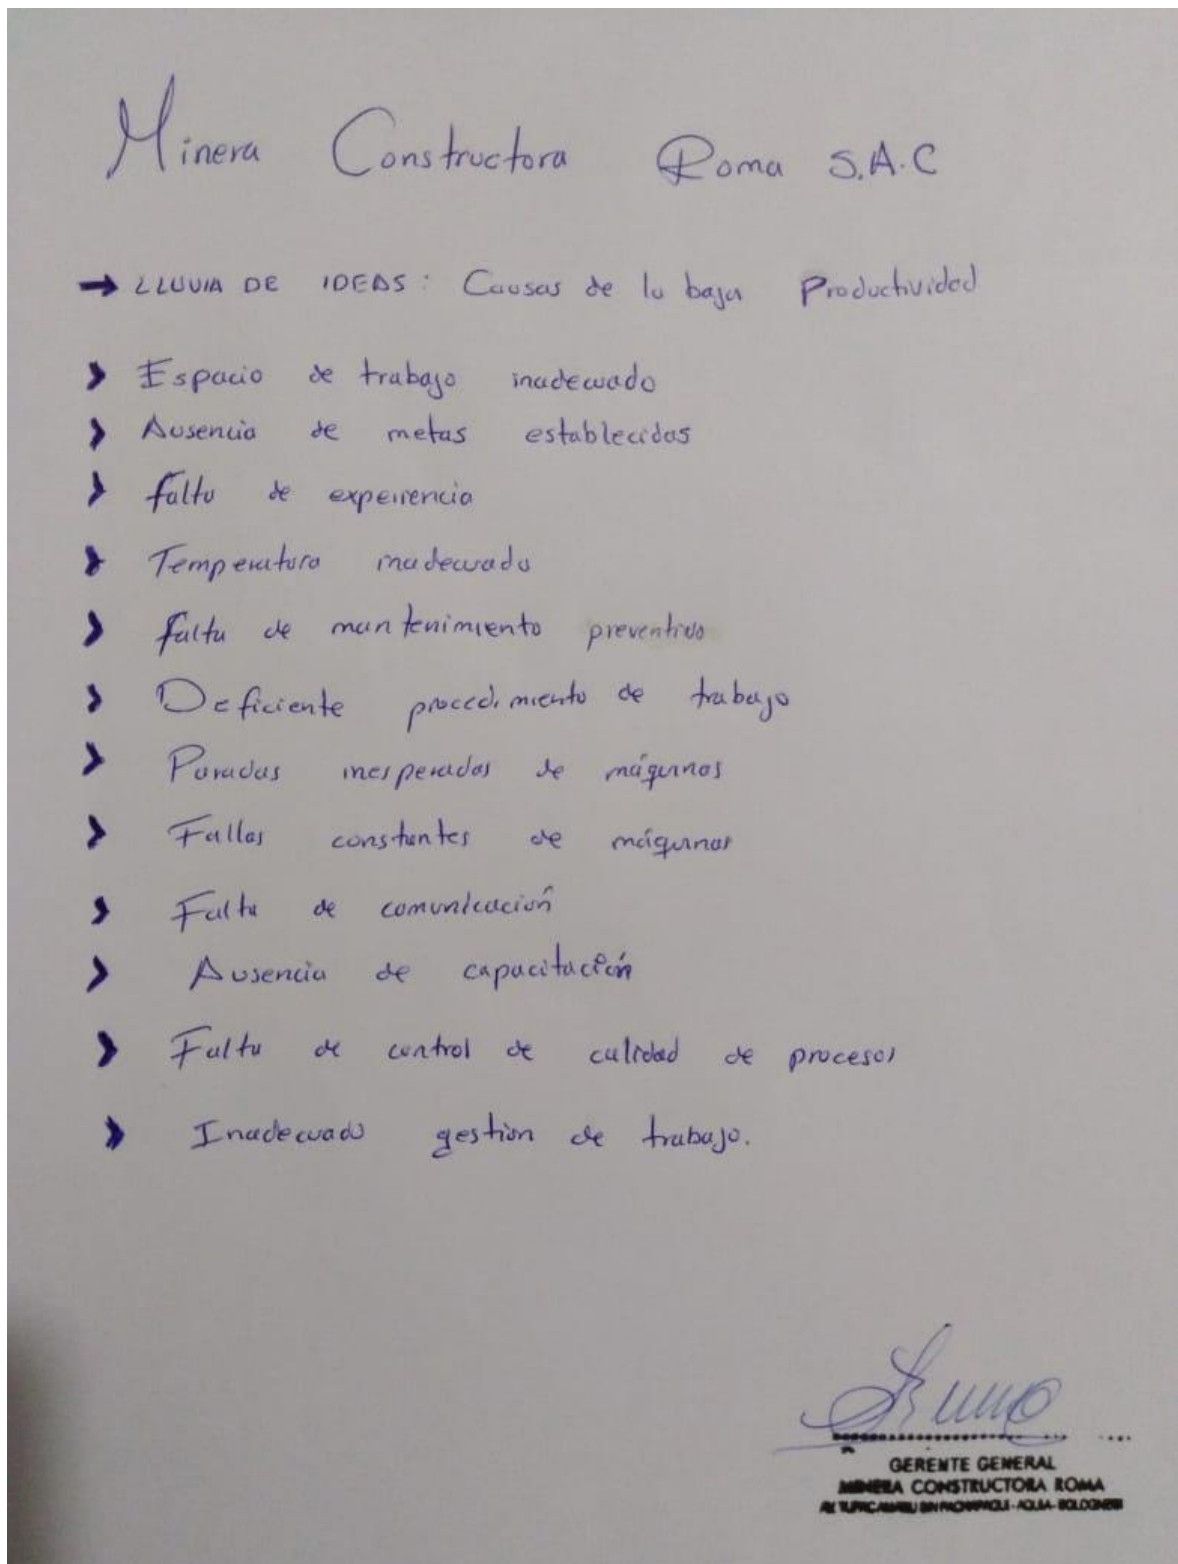 Minera Constructora Roma S.A.C
→ LLUVIA DE IDEAS: Causas de la baja Productividad
Espacio de trabajo inadecuado
Ausencia de metas establecidas
falta de experiencia
Temperatura inadecuada
falta de mantenimiento preventivo
Deficiente procedimiento de trabajo
Paradas inesperadas de máquinas
Fallas constantes de máquinas
Falta de comunicación
Ausencia de capacitación
Falta de control de calidad de procesos
Inadecuado gestion de trabajo.
GERENTE GENERAL
MINERA CONSTRUCTORA ROMA